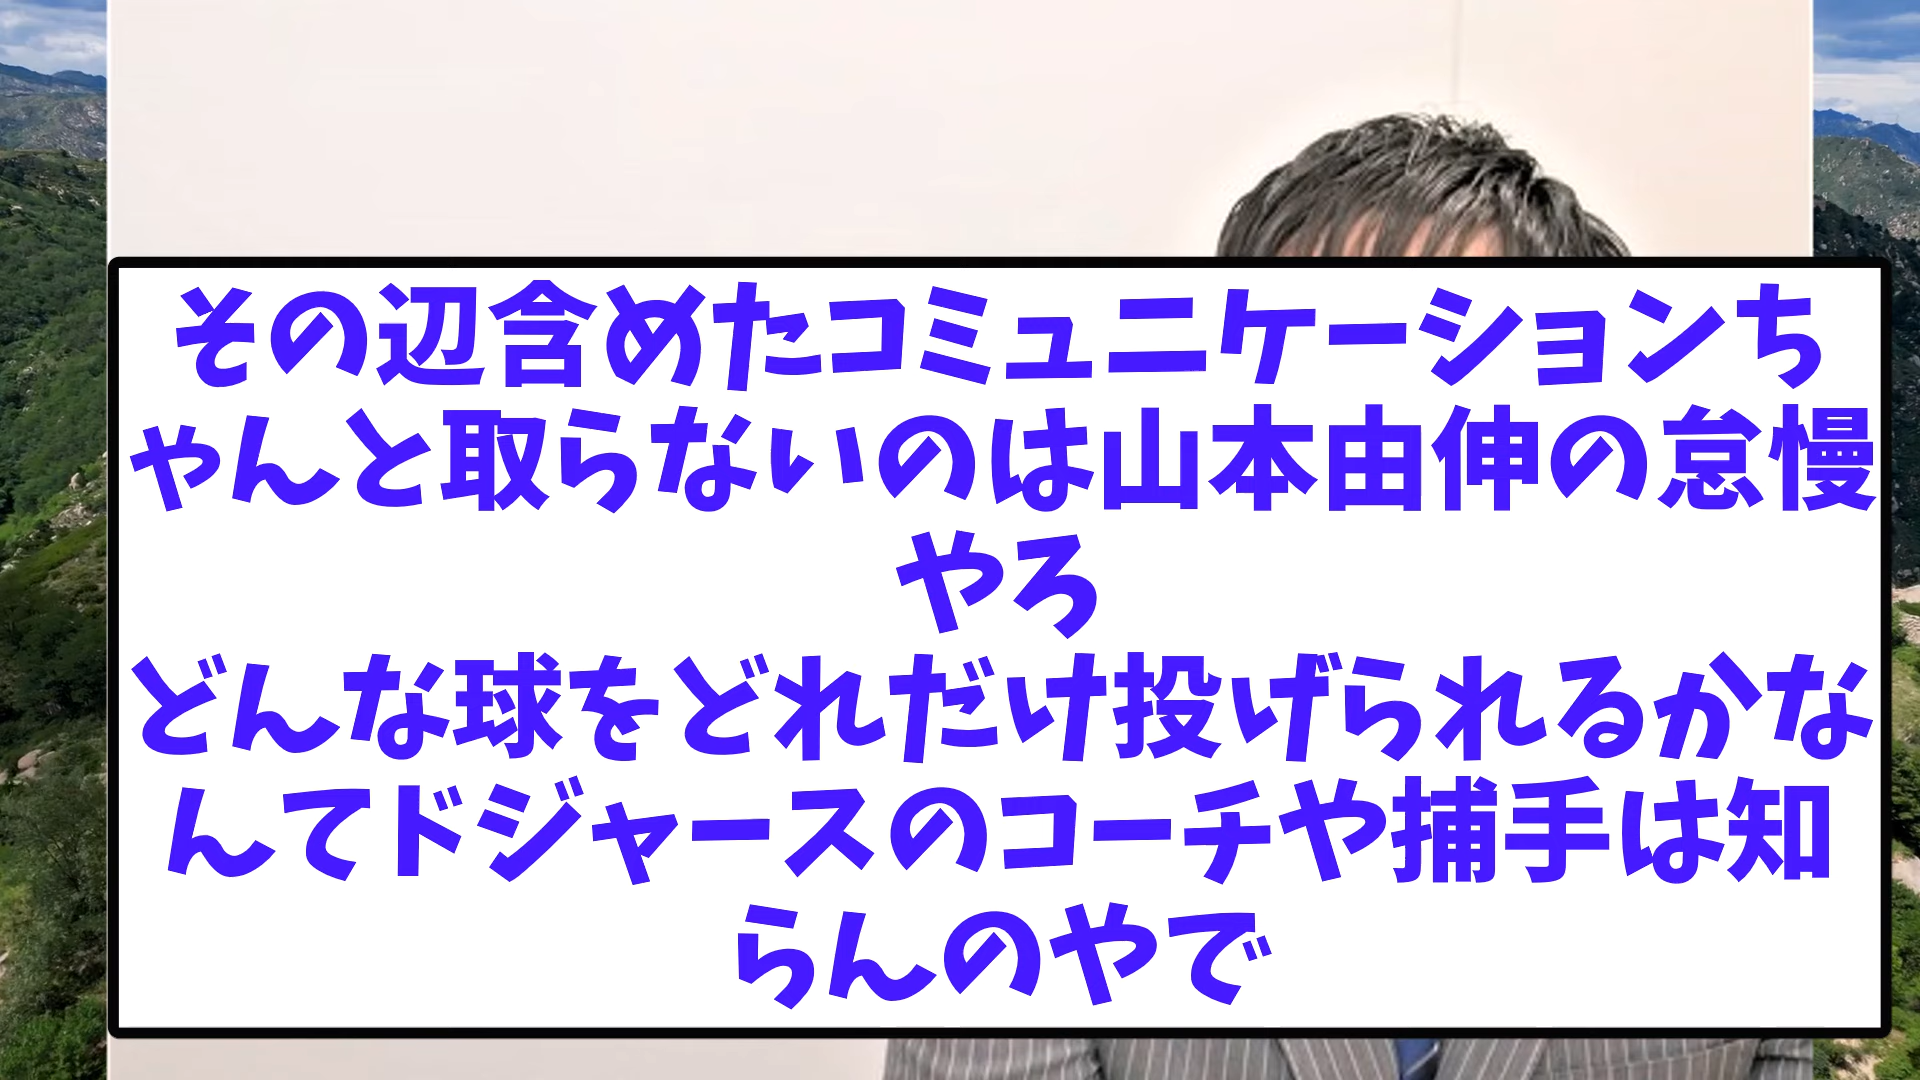 その辺含めたコミュニケーションち
ゃんと取らないのは山本由伸の怠慢
やろ
どんな球をどれだけ投げられるかな
んてドジャースのコーチや捕手は知
らんのやで